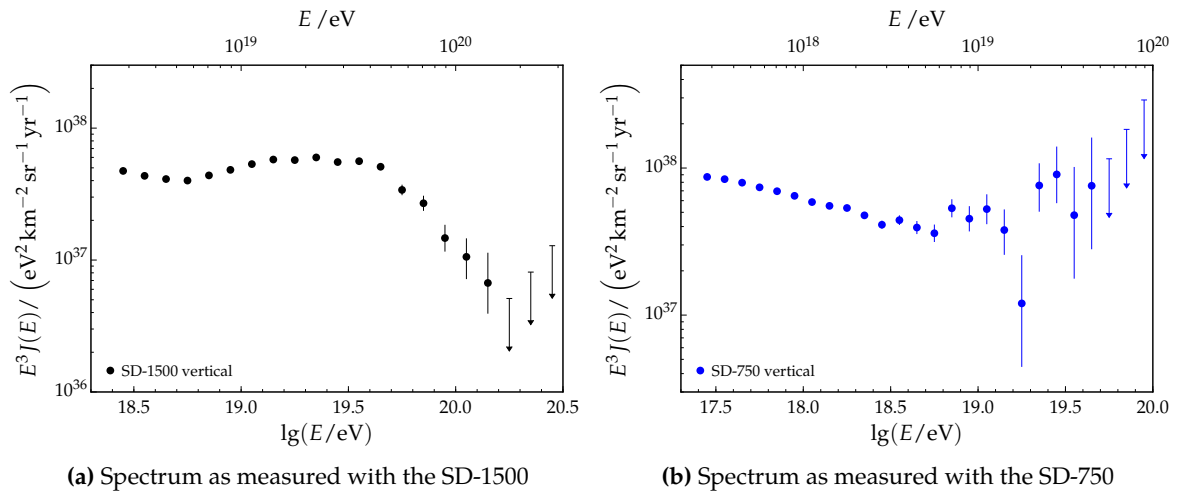 E /eV
10^19 10^20
10^38
10^37
10^36
E^3 J(E) / (eV^2 km^−2 sr^−1 yr^−1)
SD-1500 vertical
18.5 19.0 19.5 20.0 20.5
lg(E/eV)
(a) Spectrum as measured with the SD-1500
E /eV
10^18 10^19 10^20
10^38
10^37
E^3 J(E) / (eV^2 km^−2 sr^−1 yr^−1)
SD-750 vertical
17.5 18.0 18.5 19.0 19.5 20.0
lg(E/eV)
(b) Spectrum as measured with the SD-750